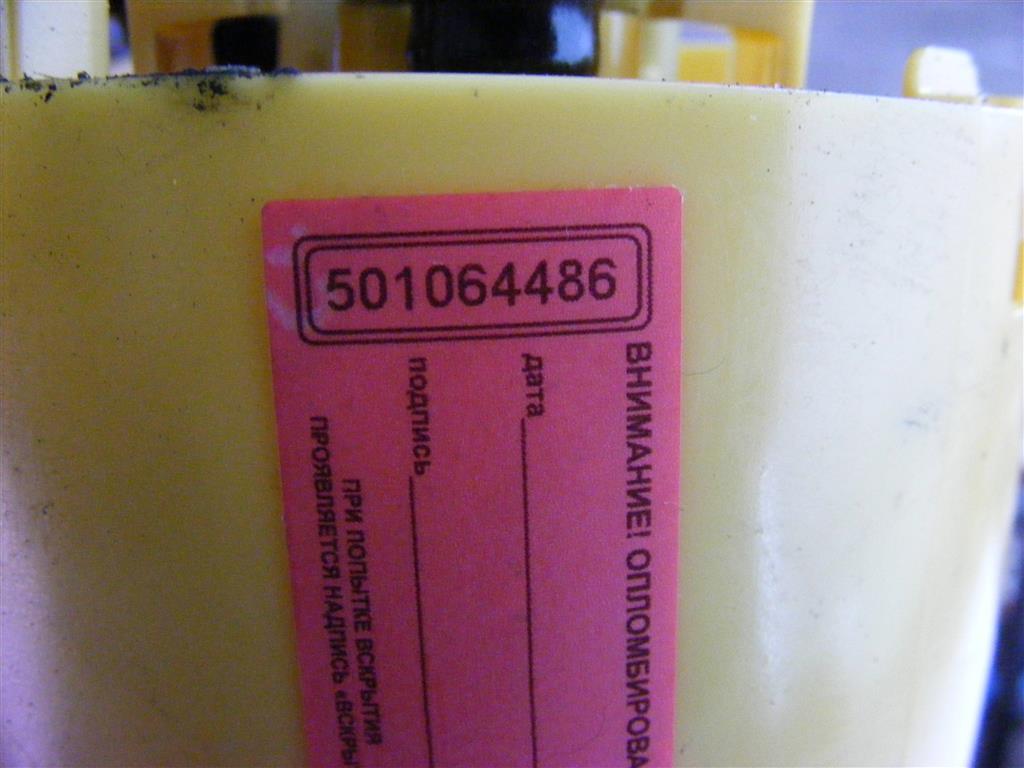 501064486
ВНИМАНИЕ! ОПЛОМБИРОВА
дата
подпись
ПРИ ПОПЫТКЕ ВСКРЫТИЯ
ПРОЯВЛЯЕТСЯ НАДПИСЬ «ВСКРЫ